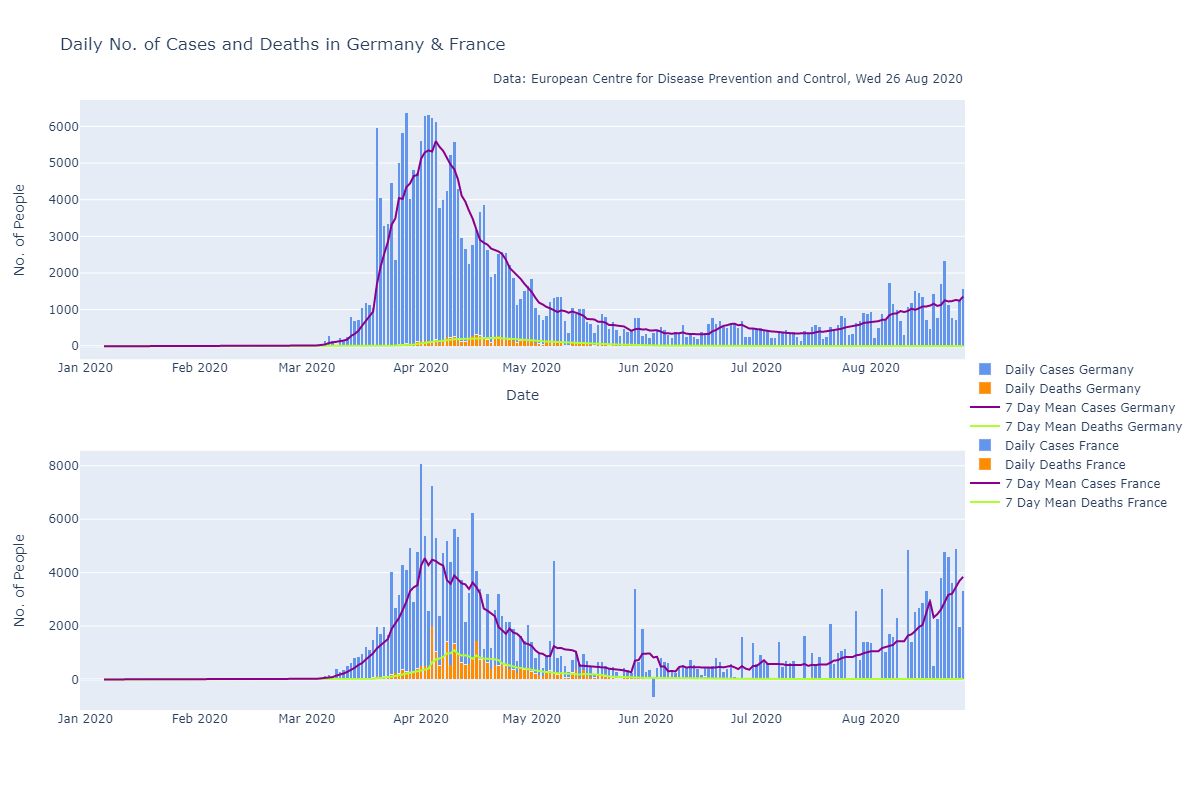 Daily No. of Cases and Deaths in Germany & France
Data: European Centre for Disease Prevention and Control, Wed 26 Aug 2020
No. of People
6000
5000
4000
3000
2000
1000
0
Jan 2020 Feb 2020 Mar 2020 Apr 2020 May 2020 Jun 2020 Jul 2020 Aug 2020
Date
Daily Cases Germany
Daily Deaths Germany
7 Day Mean Cases Germany
7 Day Mean Deaths Germany
Daily Cases France
Daily Deaths France
7 Day Mean Cases France
7 Day Mean Deaths France
No. of People
8000
6000
4000
2000
0
Jan 2020 Feb 2020 Mar 2020 Apr 2020 May 2020 Jun 2020 Jul 2020 Aug 2020